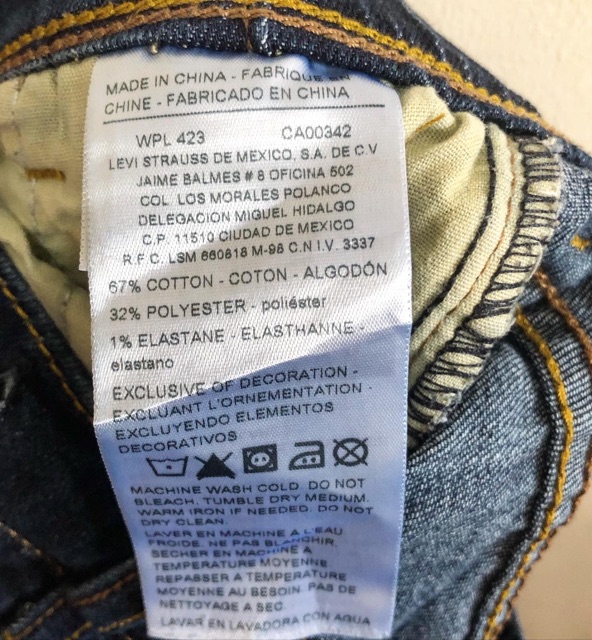 MADE IN CHINA - FABRIQUE EN
CHINE - FABRICADO EN CHINA
WPL 423 CA00342
LEVI STRAUSS DE MEXICO, S.A. DE C.V
JAIME BALMES # 8 OFICINA 502
COL LOS MORALES POLANCO
DELEGACION MIGUEL HIDALGO
C.P. 11510 CIUDAD DE MEXICO
R.F.C. LSM 660618 M-98 C.N.I.V. 3337
67% COTTON - COTON - ALGODÓN
32% POLYESTER - poliéster
1% ELASTANE - ELASTHANNE -
elastano
EXCLUSIVE OF DECORATION -
EXCLUANT L'ORNEMENTATION -
EXCLUYENDO ELEMENTOS
DECORATIVOS
MACHINE WASH COLD. DO NOT
BLEACH. TUMBLE DRY MEDIUM.
WARM IRON IF NEEDED. DO NOT
DRY CLEAN.
LAVER EN MACHINE À L'EAU
FROIDE. NE PAS BLANCHIR.
SÉCHER EN MACHINE À
TEMPÉRATURE MOYENNE.
REPASSER À TEMPÉRATURE
MOYENNE AU BESOIN. PAS DE
NETTOYAGE À SEC.
LAVAR EN LAVADORA CON AGUA